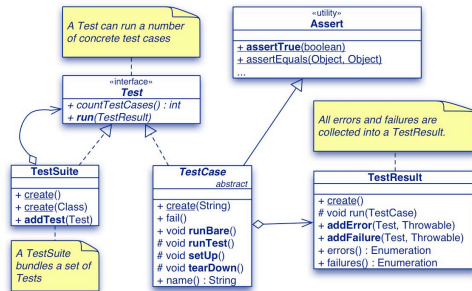 A Test can run a number
of concrete test cases
«utility»
Assert
+ assertTrue(boolean)
+ assertEquals(Object, Object)
...
«interface»
Test
+ countTestCases() : int
+ run(TestResult)
All errors and failures are
collected into a TestResult.
TestSuite
+ create()
+ create(Class)
+ addTest(Test)
TestCase
abstract
+ create(String)
+ fail()
+ void runBare()
# void runTest()
# void setUp()
# void tearDown()
+ name() : String
TestResult
+ create()
# void run(TestCase)
+ addError(Test, Throwable)
+ addFailure(Test, Throwable)
+ errors() : Enumeration
+ failures() : Enumeration
A TestSuite
bundles a set of
Tests